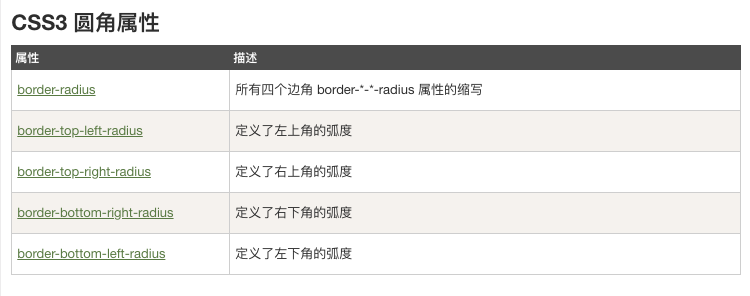 CSS3 圆角属性
属性 描述
border-radius 所有四个边角 border-*-*-radius 属性的缩写
border-top-left-radius 定义了左上角的弧度
border-top-right-radius 定义了右上角的弧度
border-bottom-right-radius 定义了右下角的弧度
border-bottom-left-radius 定义了左下角的弧度